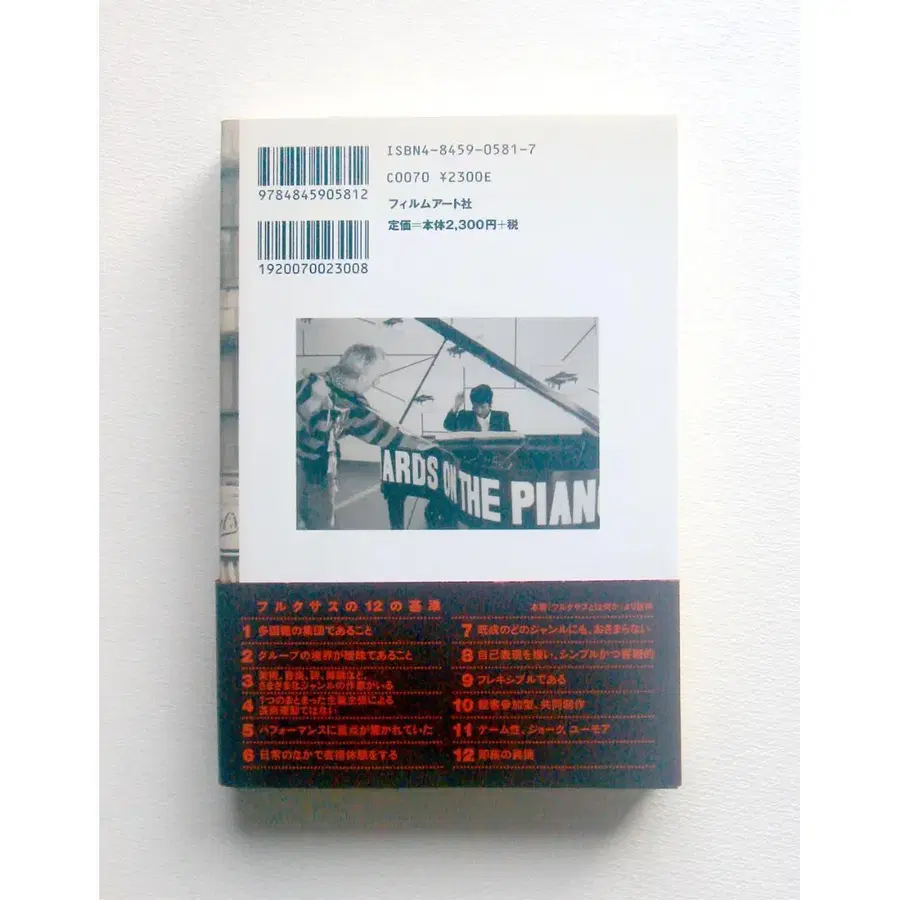 ISBN4-8459-0581-7
C0070 ¥2300E
フィルムアート社
定価=本体2,300円+税
9784845905812
1920070023008
ARDS ON THE PIAN
フルクサスの12の基準
1 多国籍の集団であること
2 グループの境界が曖昧であること
3 美術、音楽、詩、舞踊など、
さまざまなジャンルの作家がいる
4 1つのまとまった主義主張による
芸術運動ではない
5 パフォーマンスに重点が置かれていた
6 日常のなかで芸術体験をする
本書「フルクサスとは何か」より抜粋
7 既成のどのジャンルにも、おさまらない
8 自己表現を嫌い、シンプルかつ客観的
9 フレキシブルである
10 観客参加型、共同制作
11 ゲーム性、ジョーク、ユーモア
12